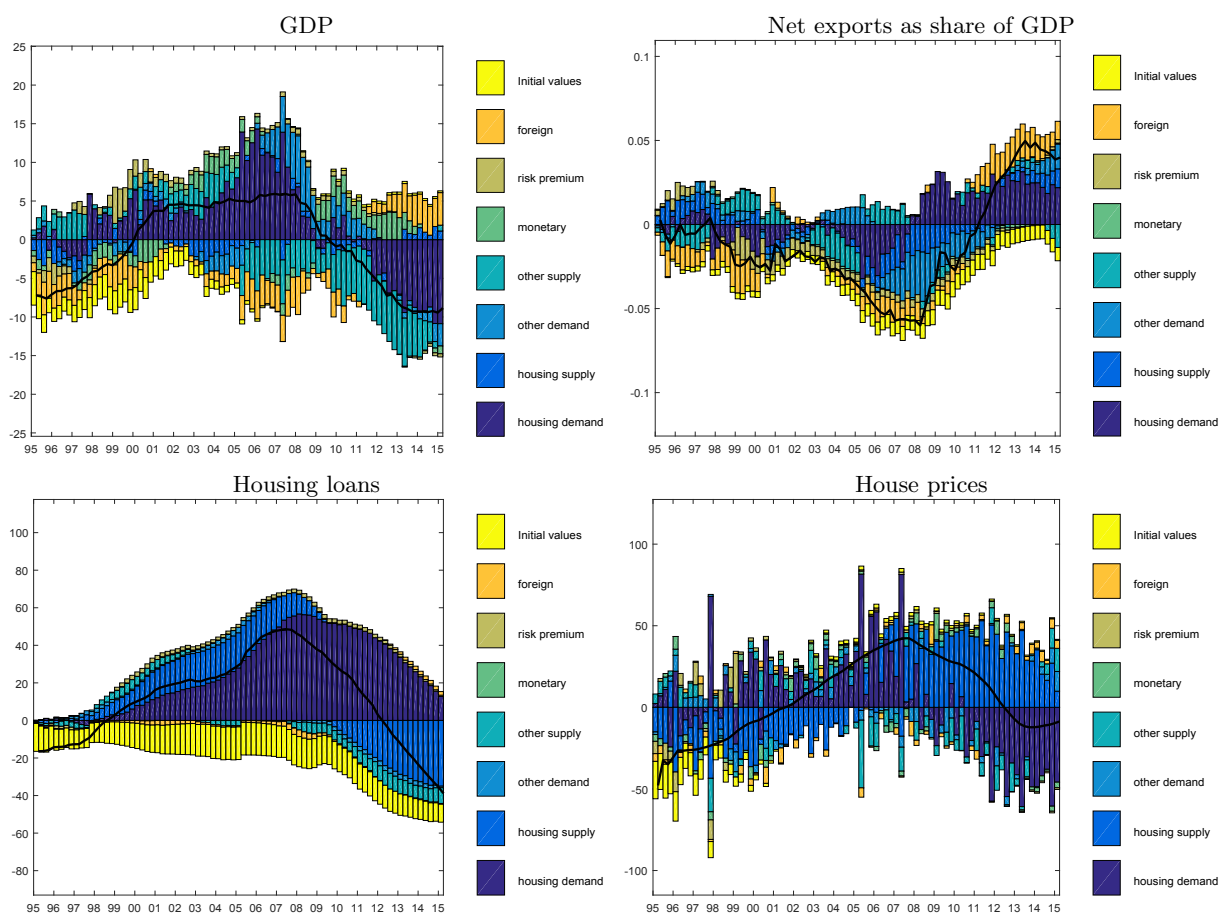 GDP
25
20
15
10
5
0
-5
-10
-15
-20
-25
95 96 97 98 99 00 01 02 03 04 05 06 07 08 09 10 11 12 13 14 15
Initial values
foreign
risk premium
monetary
other supply
other demand
housing supply
housing demand
Net exports as share of GDP
0.1
0.05
0
-0.05
-0.1
95 96 97 98 99 00 01 02 03 04 05 06 07 08 09 10 11 12 13 14 15
Initial values
foreign
risk premium
monetary
other supply
other demand
housing supply
housing demand
Housing loans
100
80
60
40
20
0
-20
-40
-60
-80
95 96 97 98 99 00 01 02 03 04 05 06 07 08 09 10 11 12 13 14 15
Initial values
foreign
risk premium
monetary
other supply
other demand
housing supply
housing demand
House prices
100
50
0
-50
-100
95 96 97 98 99 00 01 02 03 04 05 06 07 08 09 10 11 12 13 14 15
Initial values
foreign
risk premium
monetary
other supply
other demand
housing supply
housing demand